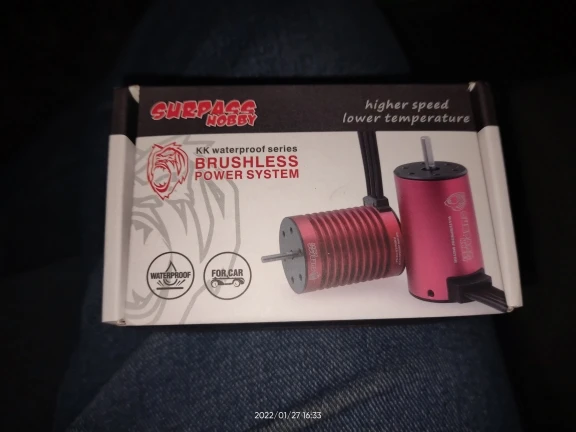 SURPASS
HOBBY
higher speed
lower temperature
KK waterproof series
BRUSHLESS
POWER SYSTEM
WATERPROOF
FOR CAR
2022/01/27 16:33